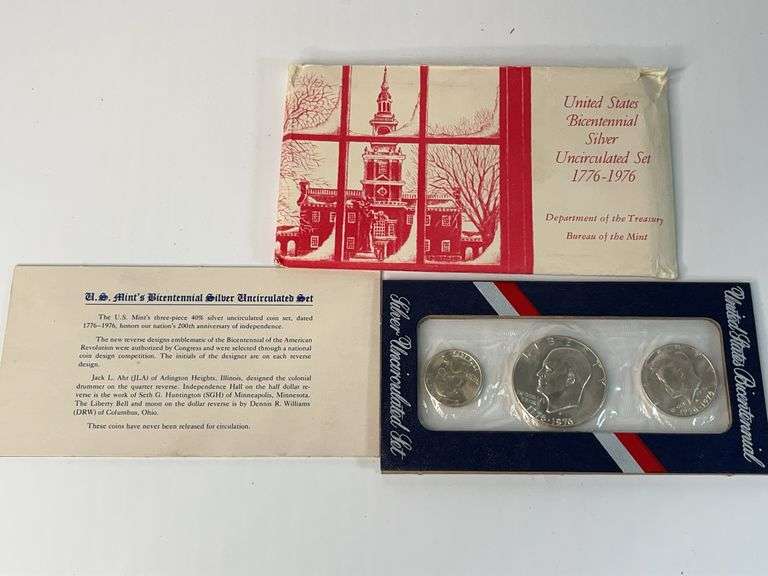 United States
Bicentennial
Silver
Uncirculated Set
1776-1976
Department of the Treasury
Bureau of the Mint
U.S. Mint's Bicentennial Silver Uncirculated Set
The U.S. Mint's three-piece 40% silver uncirculated coin set, dated
1776-1976, honors our nation's 200th anniversary of independence.
The new reverse designs emblematic of the Bicentennial of the American
Revolution were authorized by Congress and were selected through a national
coin design competition. The initials of the designer are on each reverse
design.
Jack L. Ahr (JLA) of Arlington Heights, Illinois, designed the colonial
drummer on the quarter reverse. Independence Hall on the half dollar re-
verse is the work of Seth G. Huntington (SGH) of Minneapolis, Minnesota.
The Liberty Bell and moon on the dollar reverse is by Dennis R. Williams
(DRW) of Columbus, Ohio.
These coins have never been released for circulation.
Silver Uncirculated Set
LIBERTY
1776-1976
United States Bicentennial